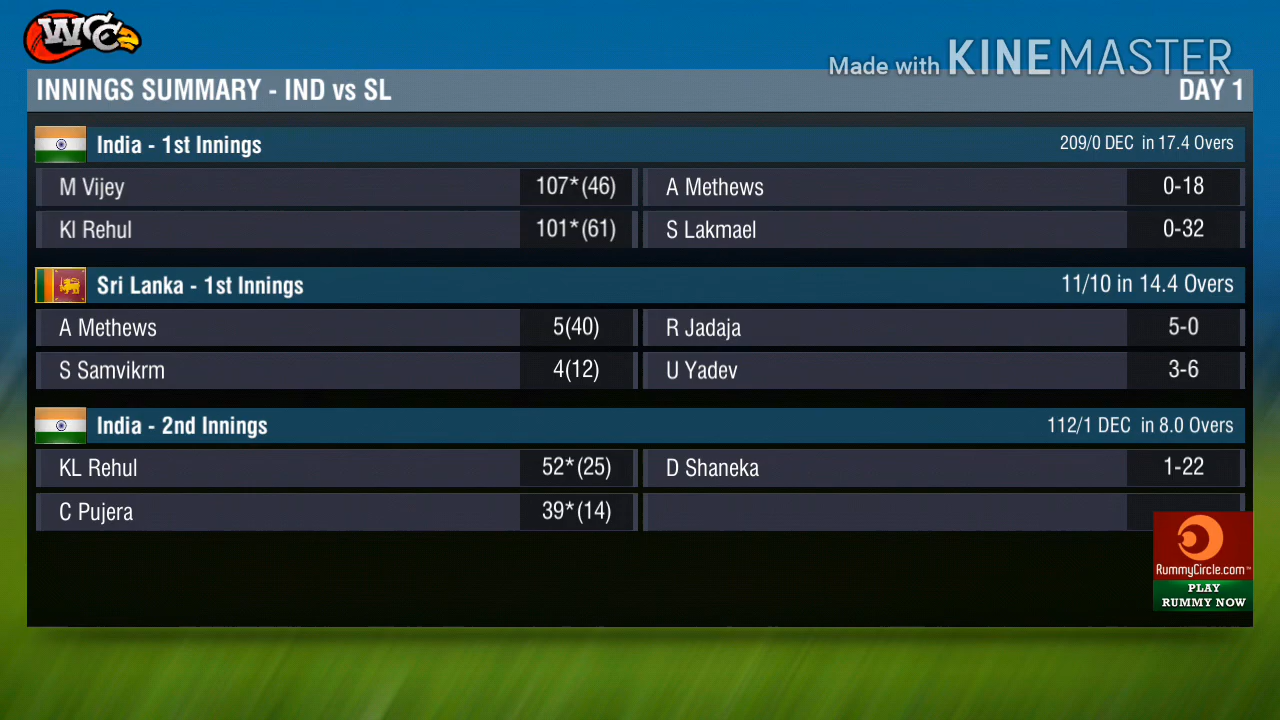 WCC
Made with KINEMASTER
INNINGS SUMMARY - IND vs SL DAY 1
India - 1st Innings 209/0 DEC in 17.4 Overs
M Vijey 107*(46) A Methews 0-18
Kl Rehul 101*(61) S Lakmael 0-32
Sri Lanka - 1st Innings 11/10 in 14.4 Overs
A Methews 5(40) R Jadaja 5-0
S Samvikrm 4(12) U Yadev 3-6
India - 2nd Innings 112/1 DEC in 8.0 Overs
KL Rehul 52*(25) D Shaneka 1-22
C Pujera 39*(14)
RummyCircle.com™
PLAY
RUMMY NOW